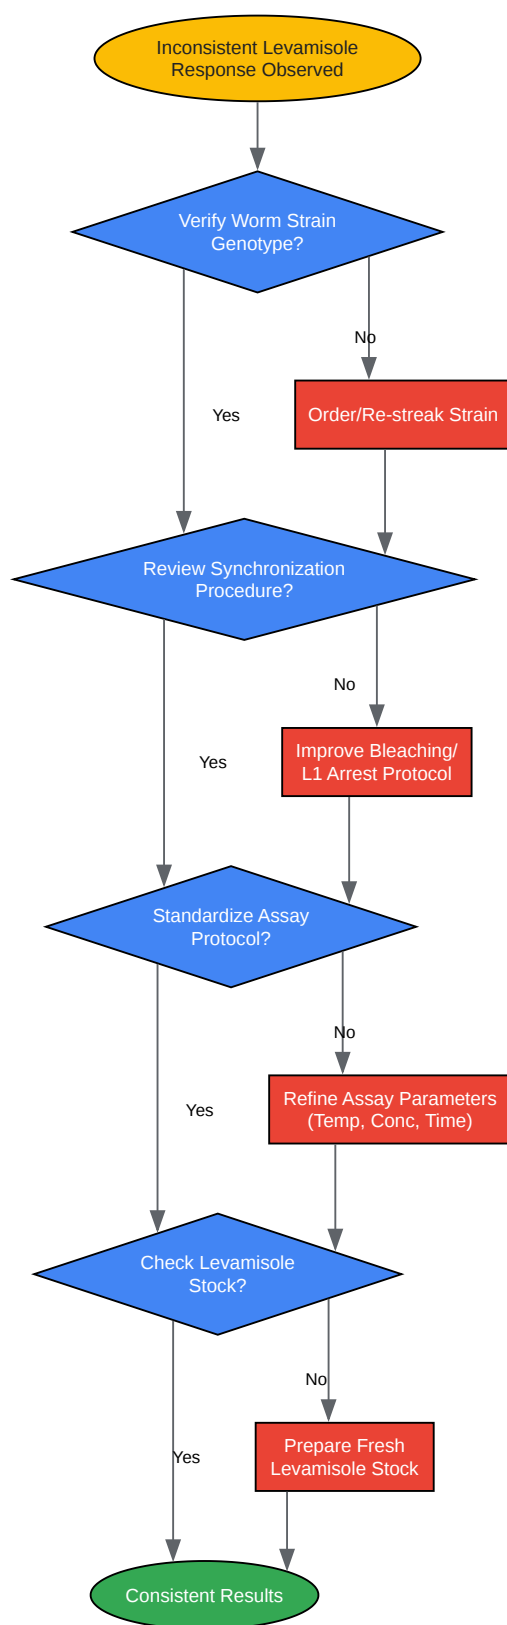 Inconsistent Levamisole
Response Observed
Verify Worm Strain
Genotype?
No
Order/Re-streak Strain
Yes
Review Synchronization
Procedure?
No
Improve Bleaching/
L1 Arrest Protocol
Yes
Standardize Assay
Protocol?
No
Refine Assay Parameters
(Temp, Conc, Time)
Yes
Check Levamisole
Stock?
No
Prepare Fresh
Levamisole Stock
Yes
Consistent Results